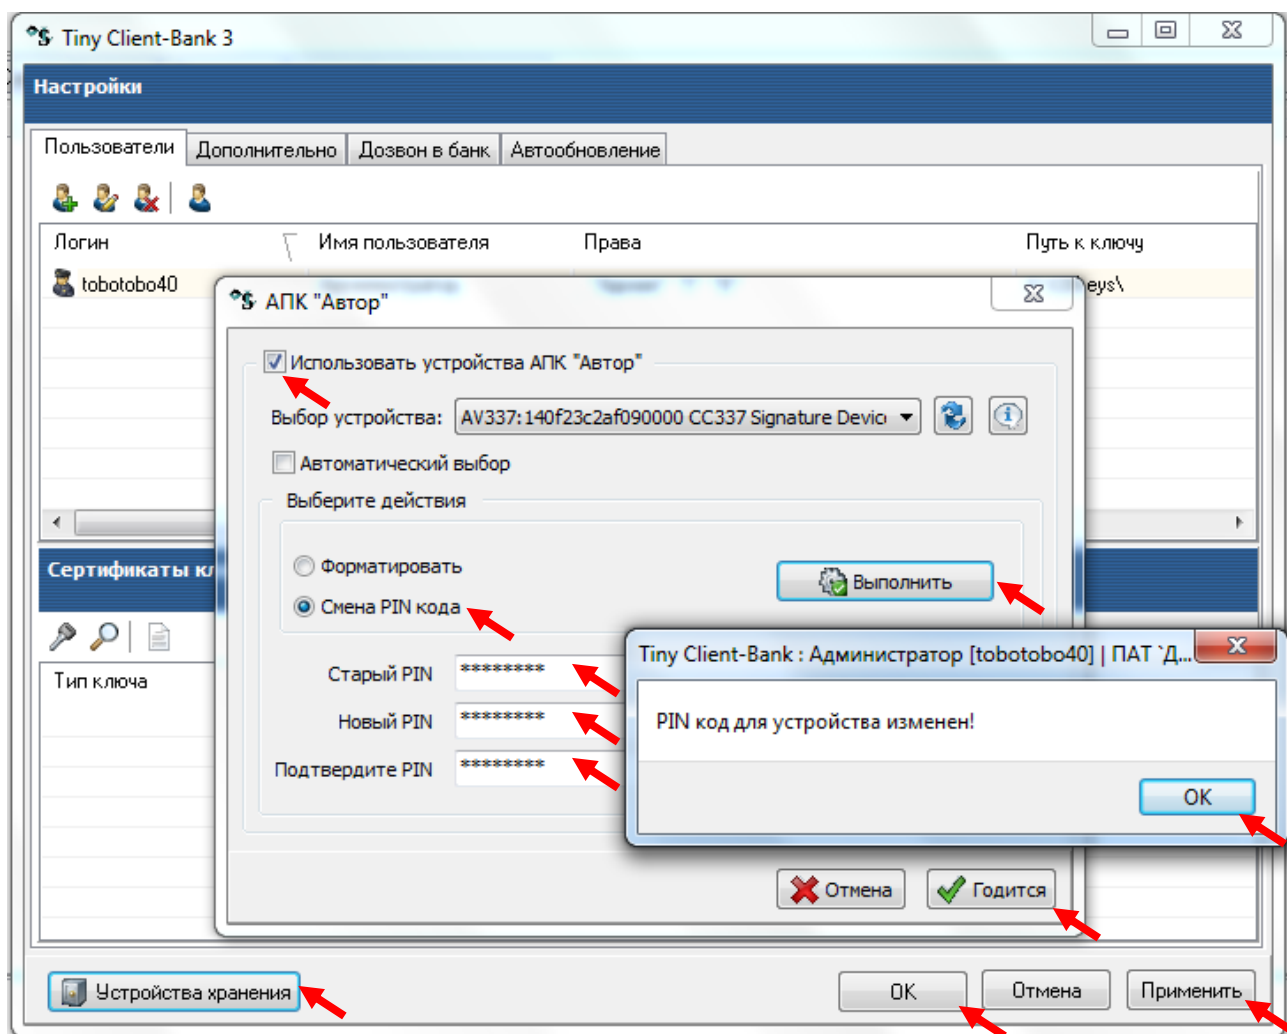 Tiny Client-Bank 3
Настройки
Пользователи Дополнительно Дозвон в банк Автообновление
Логин Имя пользователя Права Путь к ключу
tobotobo40 eys\
АПК "Автор"
Использовать устройства АПК "Автор"
Выбор устройства: AV337:140f23c2af090000 CC337 Signature Devic
Автоматический выбор
Выберите действия
Форматировать
Выполнить
Смена PIN кода
Старый PIN ********
Новый PIN ********
Подтвердите PIN ********
Сертификаты кл
Тип ключа
Tiny Client-Bank : Администратор [tobotobo40] | ПАТ `Д...
PIN код для устройства изменен!
OK
Отмена Годится
Устройства хранения OK Отмена Применить